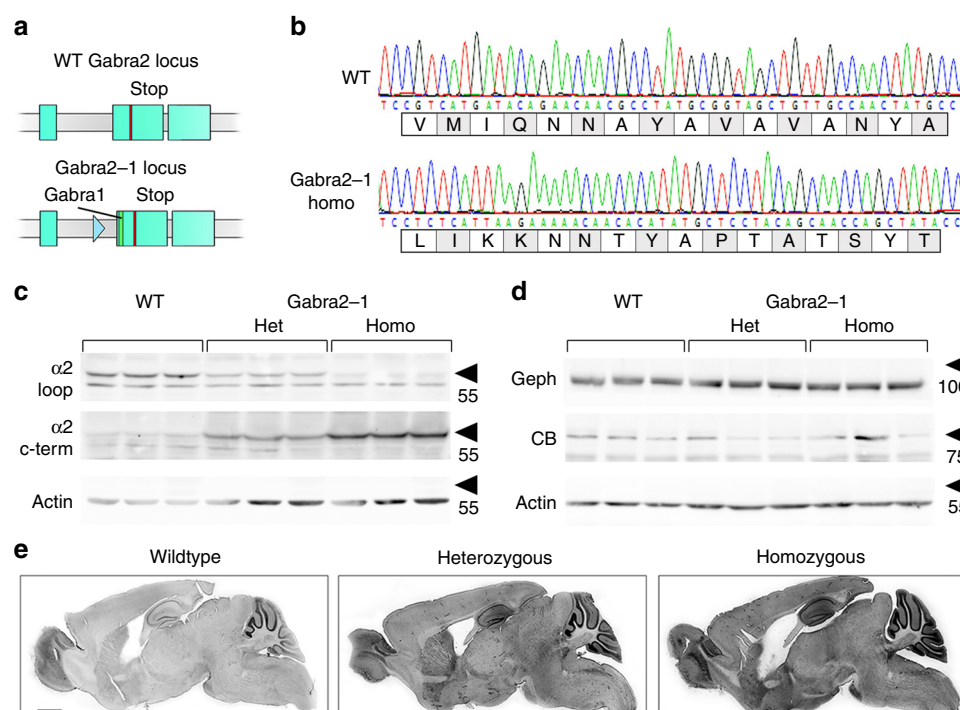 a
WT Gabra2 locus
Stop
Gabra2–1 locus
Gabra1 Stop
b
WT
T C C G T C A T G A T A C A G A A C A A C G C C T A T G C G G T A G C T G T T G C C A A C T A T G C C
V M I Q N N A Y A V A V A N Y A
Gabra2–1
homo
T C C T C T C A T T A A G A A A A A C A A C A C A T A T G C T C C T A C A G C A A C C A G C T A T A C C
L I K K N N T Y A P T A T S Y T
c
WT Gabra2–1
Het Homo
α2
loop
55
α2
c-term
55
Actin
55
d
WT Gabra2–1
Het Homo
Geph
100
CB
75
Actin
55
e
Wildtype Heterozygous Homozygous